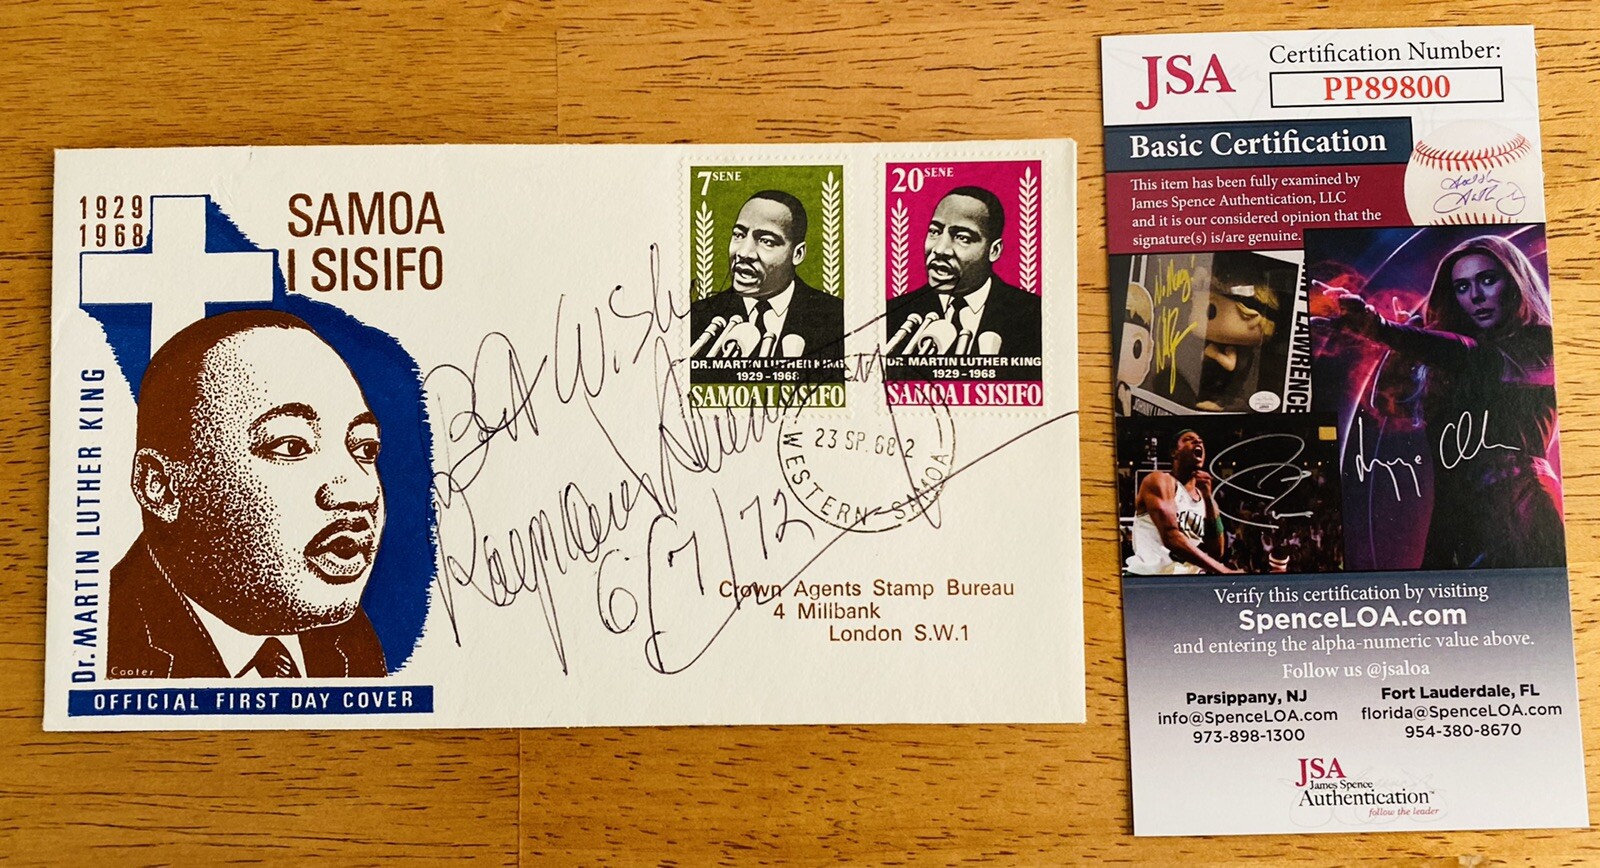 1929
1968
SAMOA
I SISIFO
Dr. MARTIN LUTHER KING
Cooter
OFFICIAL FIRST DAY COVER
Best Wishes
6/7/72
7 SENE
DR. MARTIN LUTHER KING
1929-1968
SAMOA I SISIFO
20 SENE
DR. MARTIN LUTHER KING
1929-1968
SAMOA I SISIFO
23 SP. 68 2
WESTERN SAMOA
Crown Agents Stamp Bureau
4 Millbank
London S.W.1
JSA
Certification Number:
PP89800
Basic Certification
This item has been fully examined by
James Spence Authentication, LLC
and it is our considered opinion that the
signature(s) is/are genuine.
LAWRENCE
Verify this certification by visiting
SpenceLOA.com
and entering the alpha-numeric value above.
Follow us @jsaloa
Parsippany, NJ
info@SpenceLOA.com
973-898-1300
Fort Lauderdale, FL
florida@SpenceLOA.com
954-380-8670
JSA
James Spence
Authentication™
follow the leader